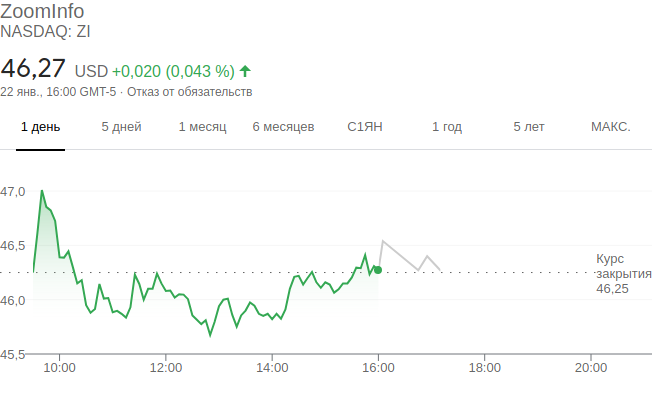 ZoomInfo
NASDAQ: ZI
46,27 USD +0,020 (0,043 %)
22 янв., 16:00 GMT-5 · Отказ от обязательств
1 день 5 дней 1 месяц 6 месяцев С1ЯН 1 год 5 лет МАКС.
47,0
46,5
Курс
закрытия
46,25
46,0
45,5
10:00 12:00 14:00 16:00 18:00 20:00